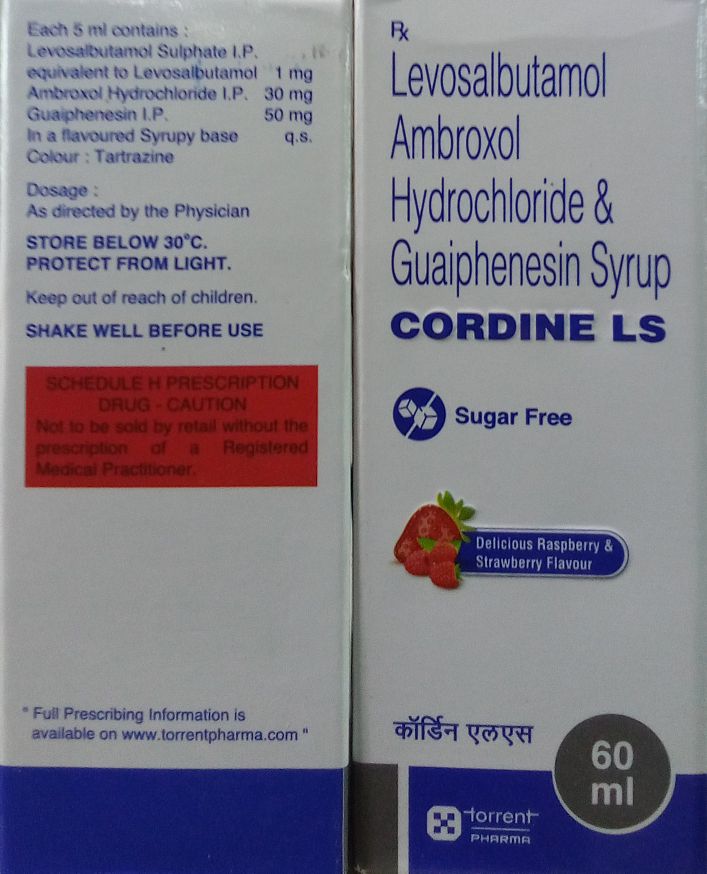 Each 5 ml contains :
Levosalbutamol Sulphate I.P.
equivalent to Levosalbutamol 1 mg
Ambroxol Hydrochloride I.P. 30 mg
Guaiphenesin I.P. 50 mg
In a flavoured Syrupy base q.s.
Colour : Tartrazine
Dosage :
As directed by the Physician
STORE BELOW 30°C.
PROTECT FROM LIGHT.
Keep out of reach of children.
SHAKE WELL BEFORE USE
SCHEDULE H PRESCRIPTION
DRUG - CAUTION
Not to be sold by retail without the
prescription of a Registered
Medical Practitioner.
" Full Prescribing Information is
available on www.torrentpharma.com "
Rx
Levosalbutamol
Ambroxol
Hydrochloride &
Guaiphenesin Syrup
CORDINE LS
Sugar Free
Delicious Raspberry &
Strawberry Flavour
कॉर्डिन एलएस
60
ml
torrent
PHARMA